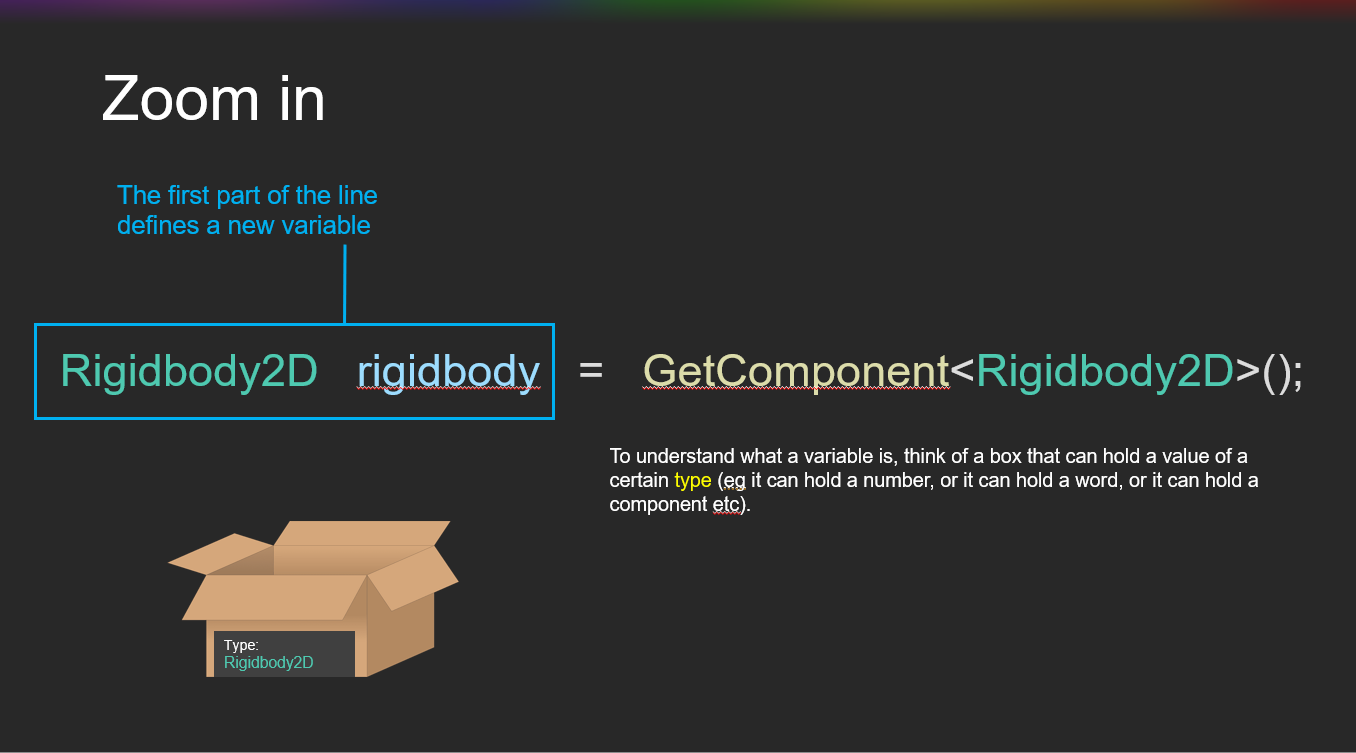 Zoom in
The first part of the line
defines a new variable
Rigidbody2D rigidbody = GetComponent<Rigidbody2D>();
To understand what a variable is, think of a box that can hold a value of a
certain type (eg it can hold a number, or it can hold a word, or it can hold a
component etc).
Type:
Rigidbody2D